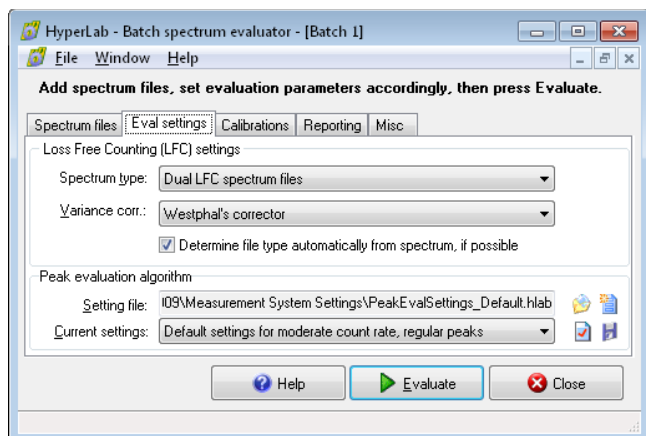 HyperLab - Batch spectrum evaluator - [Batch 1]
File Window Help
Add spectrum files, set evaluation parameters accordingly, then press Evaluate.
Spectrum files Eval settings Calibrations Reporting Misc
Loss Free Counting (LFC) settings
Spectrum type: Dual LFC spectrum files
Variance corr.: Westphal's corrector
Determine file type automatically from spectrum, if possible
Peak evaluation algorithm
Setting file: 09\Measurement System Settings\PeakEvalSettings_Default.hlab
Current settings: Default settings for moderate count rate, regular peaks
Help Evaluate Close